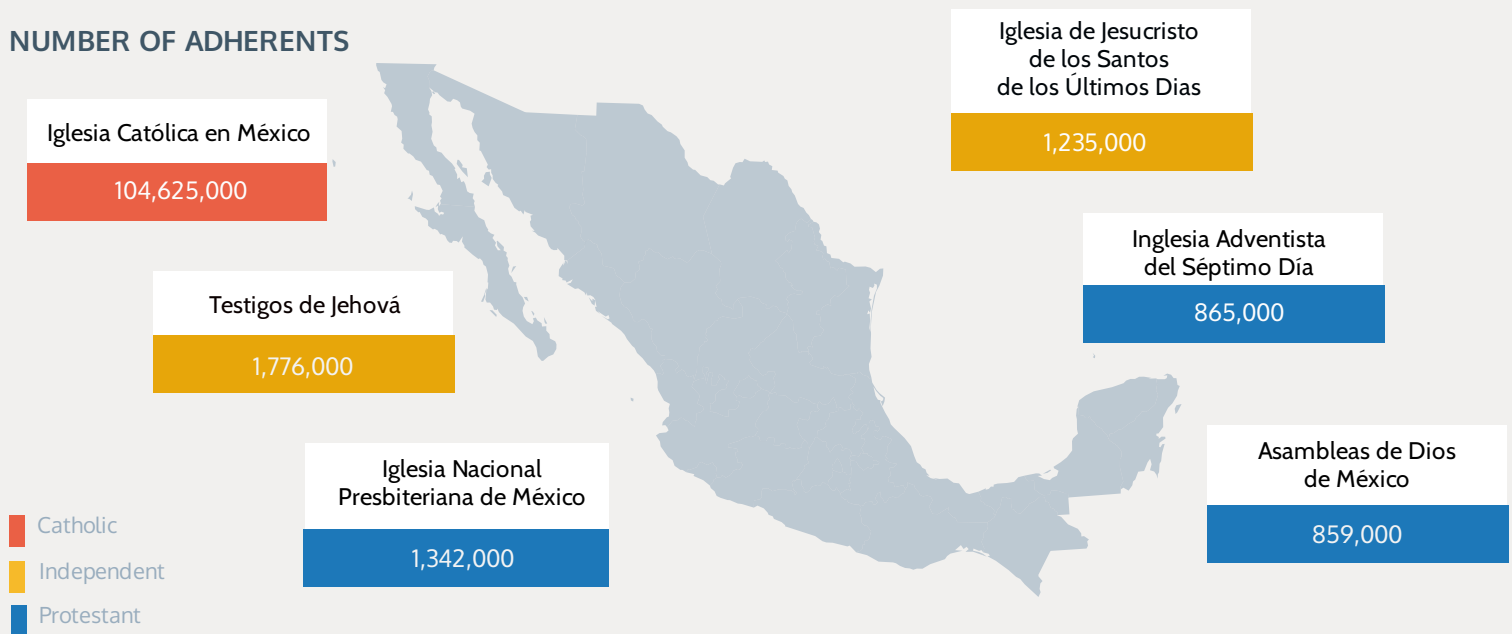 NUMBER OF ADHERENTS
Iglesia Católica en México
104,625,000
Testigos de Jehová
1,776,000
Iglesia Nacional
Presbiteriana de México
1,342,000
Iglesia de Jesucristo
de los Santos
de los Últimos Dias
1,235,000
Inglesia Adventista
del Séptimo Día
865,000
Asambleas de Dios
de México
859,000
Catholic
Independent
Protestant